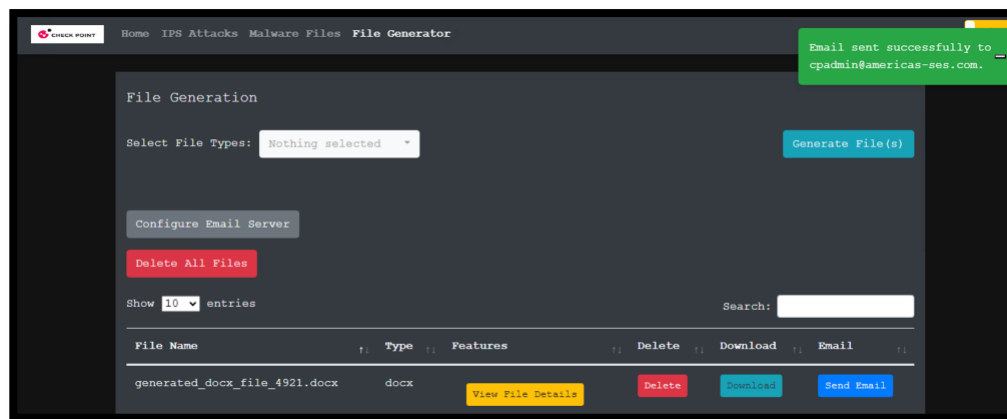 CHECK POINT Home IPS Attacks Malware Files File Generator
Email sent successfully to
cpadmin@americas-ses.com.
File Generation
Select File Types: Nothing selected Generate File(s)
Configure Email Server
Delete All Files
Show 10 entries Search:
File Name Type Features Delete Download Email
generated_docx_file_4921.docx docx View File Details Delete Download Send Email